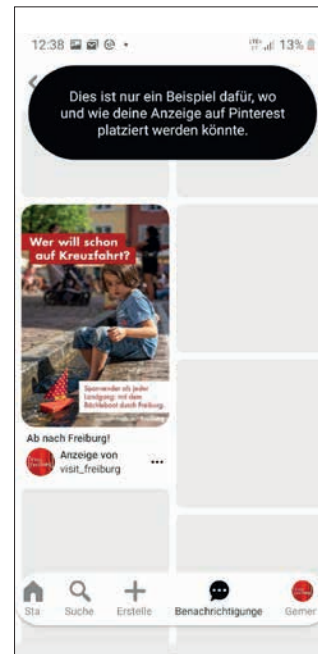 12:38
13%
Dies ist nur ein Beispiel dafür, wo
und wie deine Anzeige auf Pinterest
platziert werden könnte.
Wer will schon
auf Kreuzfahrt?
Spannender als jeder
Landgang: mit dem
Bächleboot durch Freiburg.
Ab nach Freiburg!
Anzeige von
visit_freiburg
Sta
Suche
Erstelle
Benachrichtigunge
Gemer